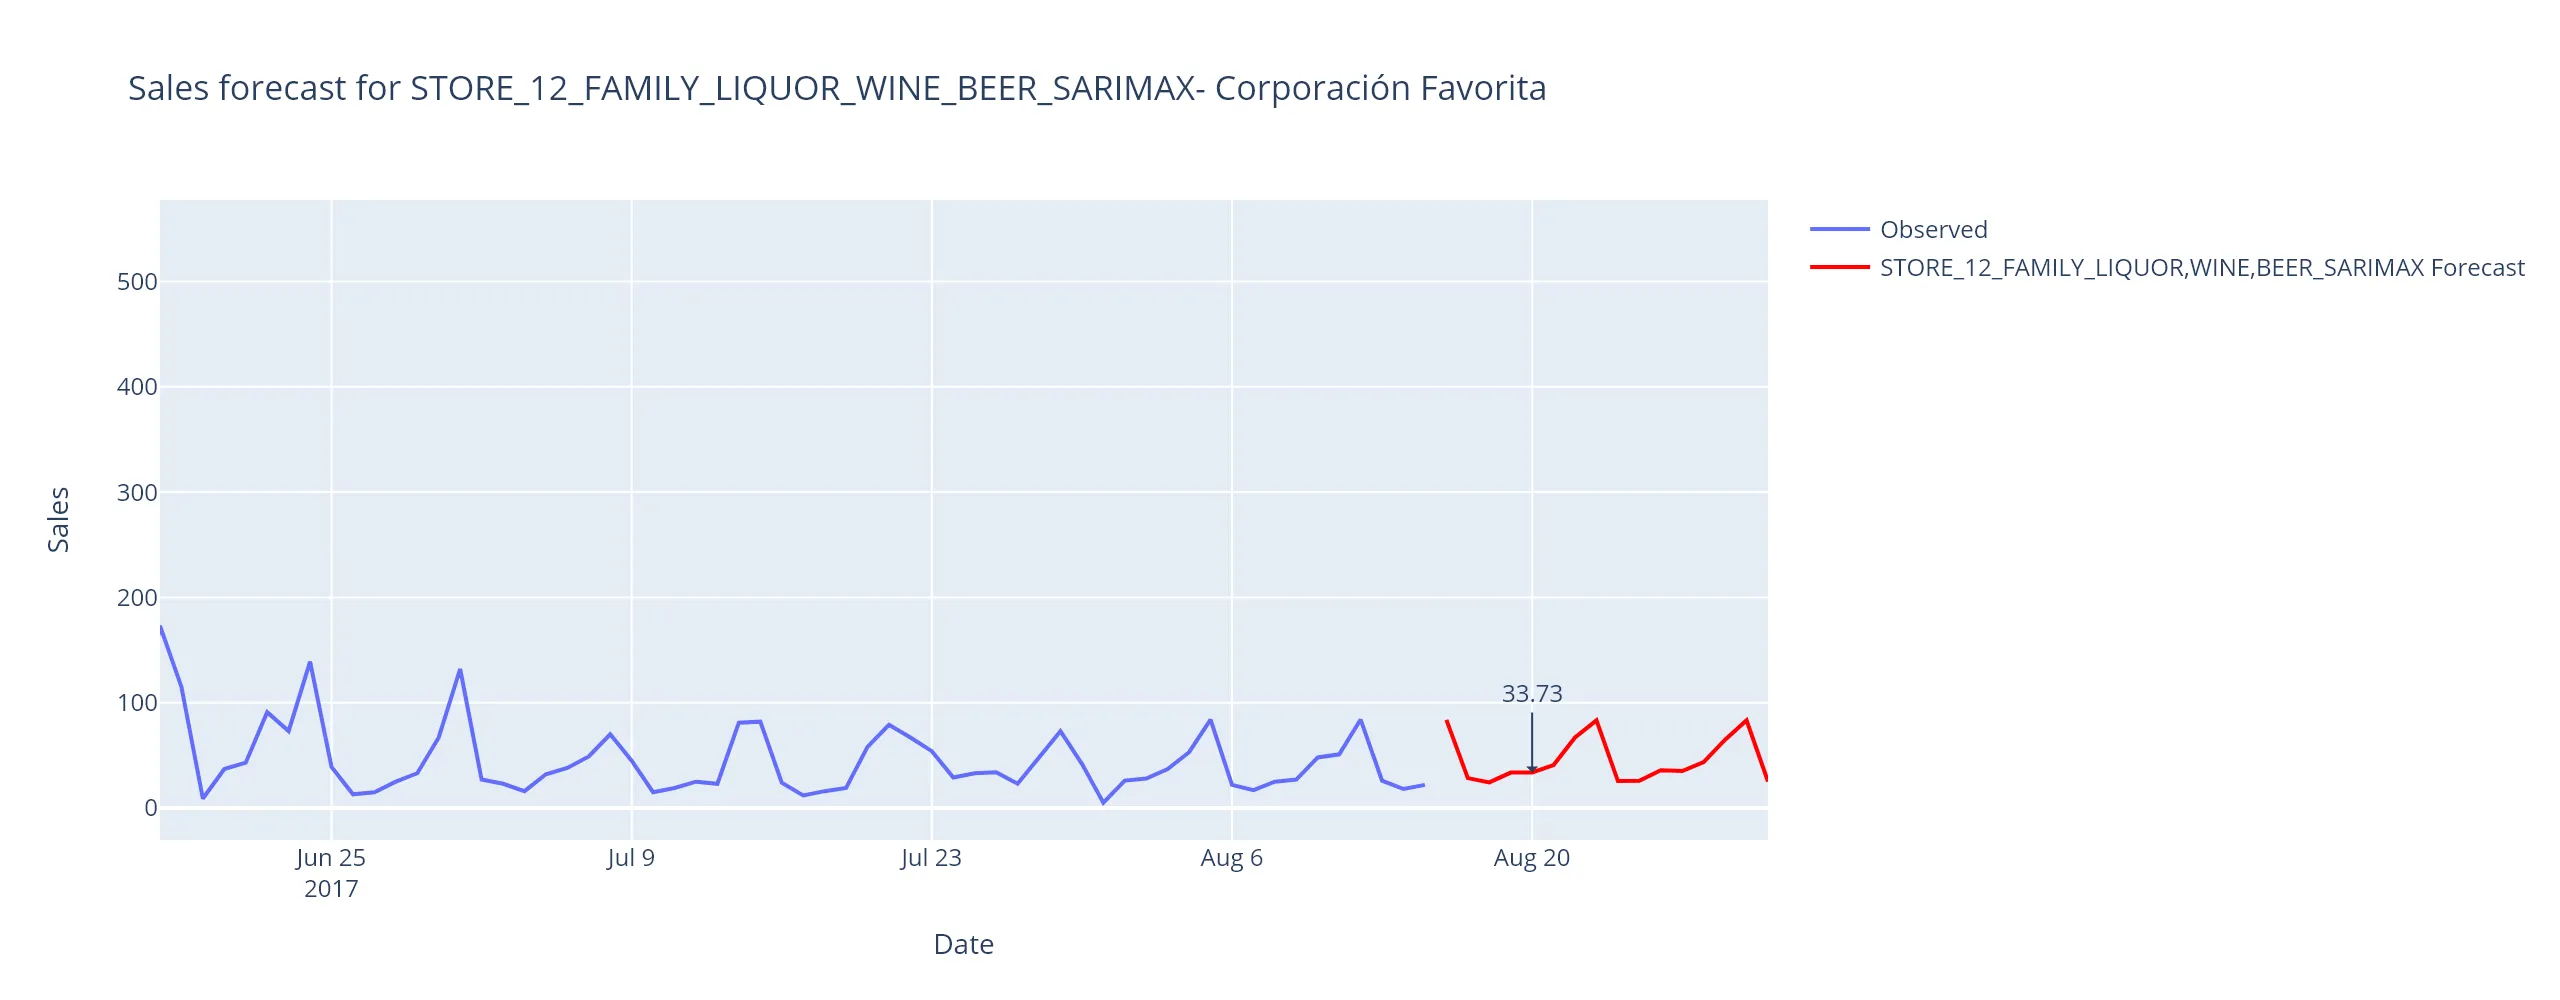 Sales forecast for STORE_12_FAMILY_LIQUOR_WINE_BEER_SARIMAX- Corporación Favorita
Observed
STORE_12_FAMILY_LIQUOR,WINE,BEER_SARIMAX Forecast
500
400
300
200
100
0
Sales
33.73
Jun 25
2017
Jul 9
Jul 23
Aug 6
Aug 20
Date